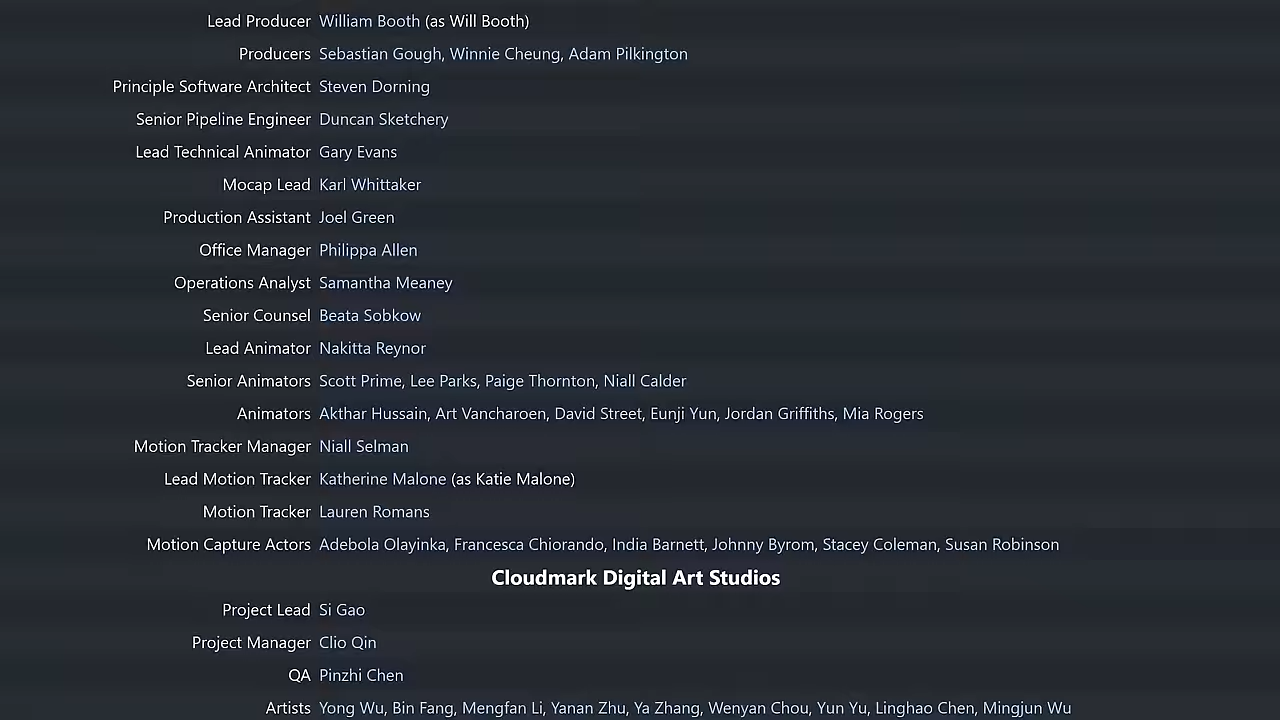 Lead Producer William Booth (as Will Booth)
Producers Sebastian Gough, Winnie Cheung, Adam Pilkington
Principle Software Architect Steven Dorning
Senior Pipeline Engineer Duncan Sketchery
Lead Technical Animator Gary Evans
Mocap Lead Karl Whittaker
Production Assistant Joel Green
Office Manager Philippa Allen
Operations Analyst Samantha Meaney
Senior Counsel Beata Sobkow
Lead Animator Nakitta Reynor
Senior Animators Scott Prime, Lee Parks, Paige Thornton, Niall Calder
Animators Akthar Hussain, Art Vancharoen, David Street, Eunji Yun, Jordan Griffiths, Mia Rogers
Motion Tracker Manager Niall Selman
Lead Motion Tracker Katherine Malone (as Katie Malone)
Motion Tracker Lauren Romans
Motion Capture Actors Adebola Olayinka, Francesca Chiorando, India Barnett, Johnny Byrom, Stacey Coleman, Susan Robinson
Cloudmark Digital Art Studios
Project Lead Si Gao
Project Manager Clio Qin
QA Pinzhi Chen
Artists Yong Wu, Bin Fang, Mengfan Li, Yanan Zhu, Ya Zhang, Wenyan Chou, Yun Yu, Linghao Chen, Mingjun Wu